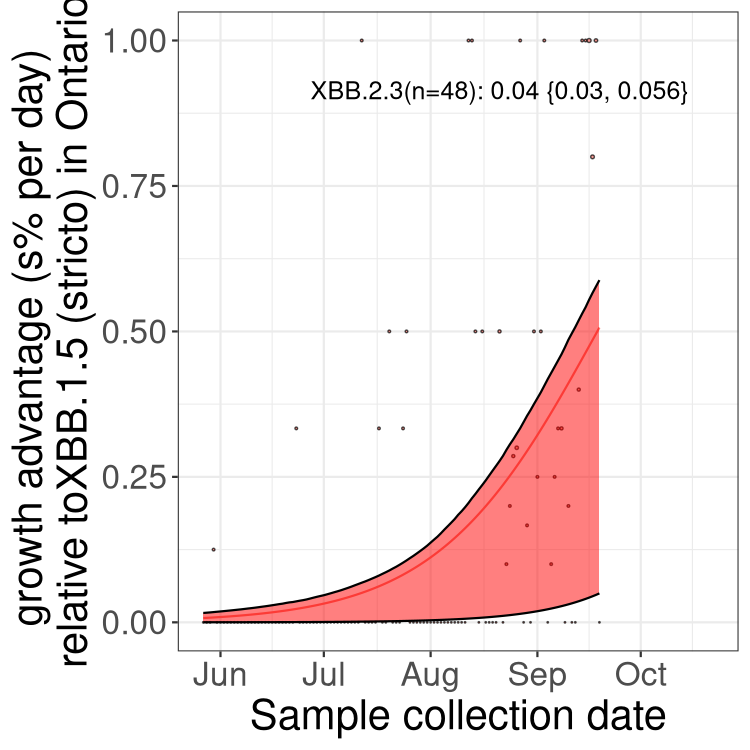 growth advantage (s% per day)
relative toXBB.1.5 (stricto) in Ontario
1.00
0.75
0.50
0.25
0.00
XBB.2.3(n=48): 0.04 {0.03, 0.056}
Jun Jul Aug Sep Oct
Sample collection date